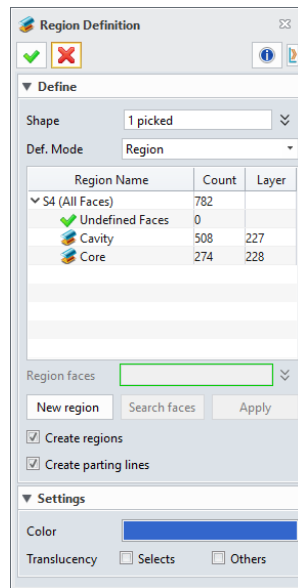 Region Definition
Define
Shape 1 picked
Def. Mode Region
Region Name Count Layer
S4 (All Faces) 782
Undefined Faces 0
Cavity 508 227
Core 274 228
Region faces
New region Search faces Apply
Create regions
Create parting lines
Settings
Color
Translucency Selects Others